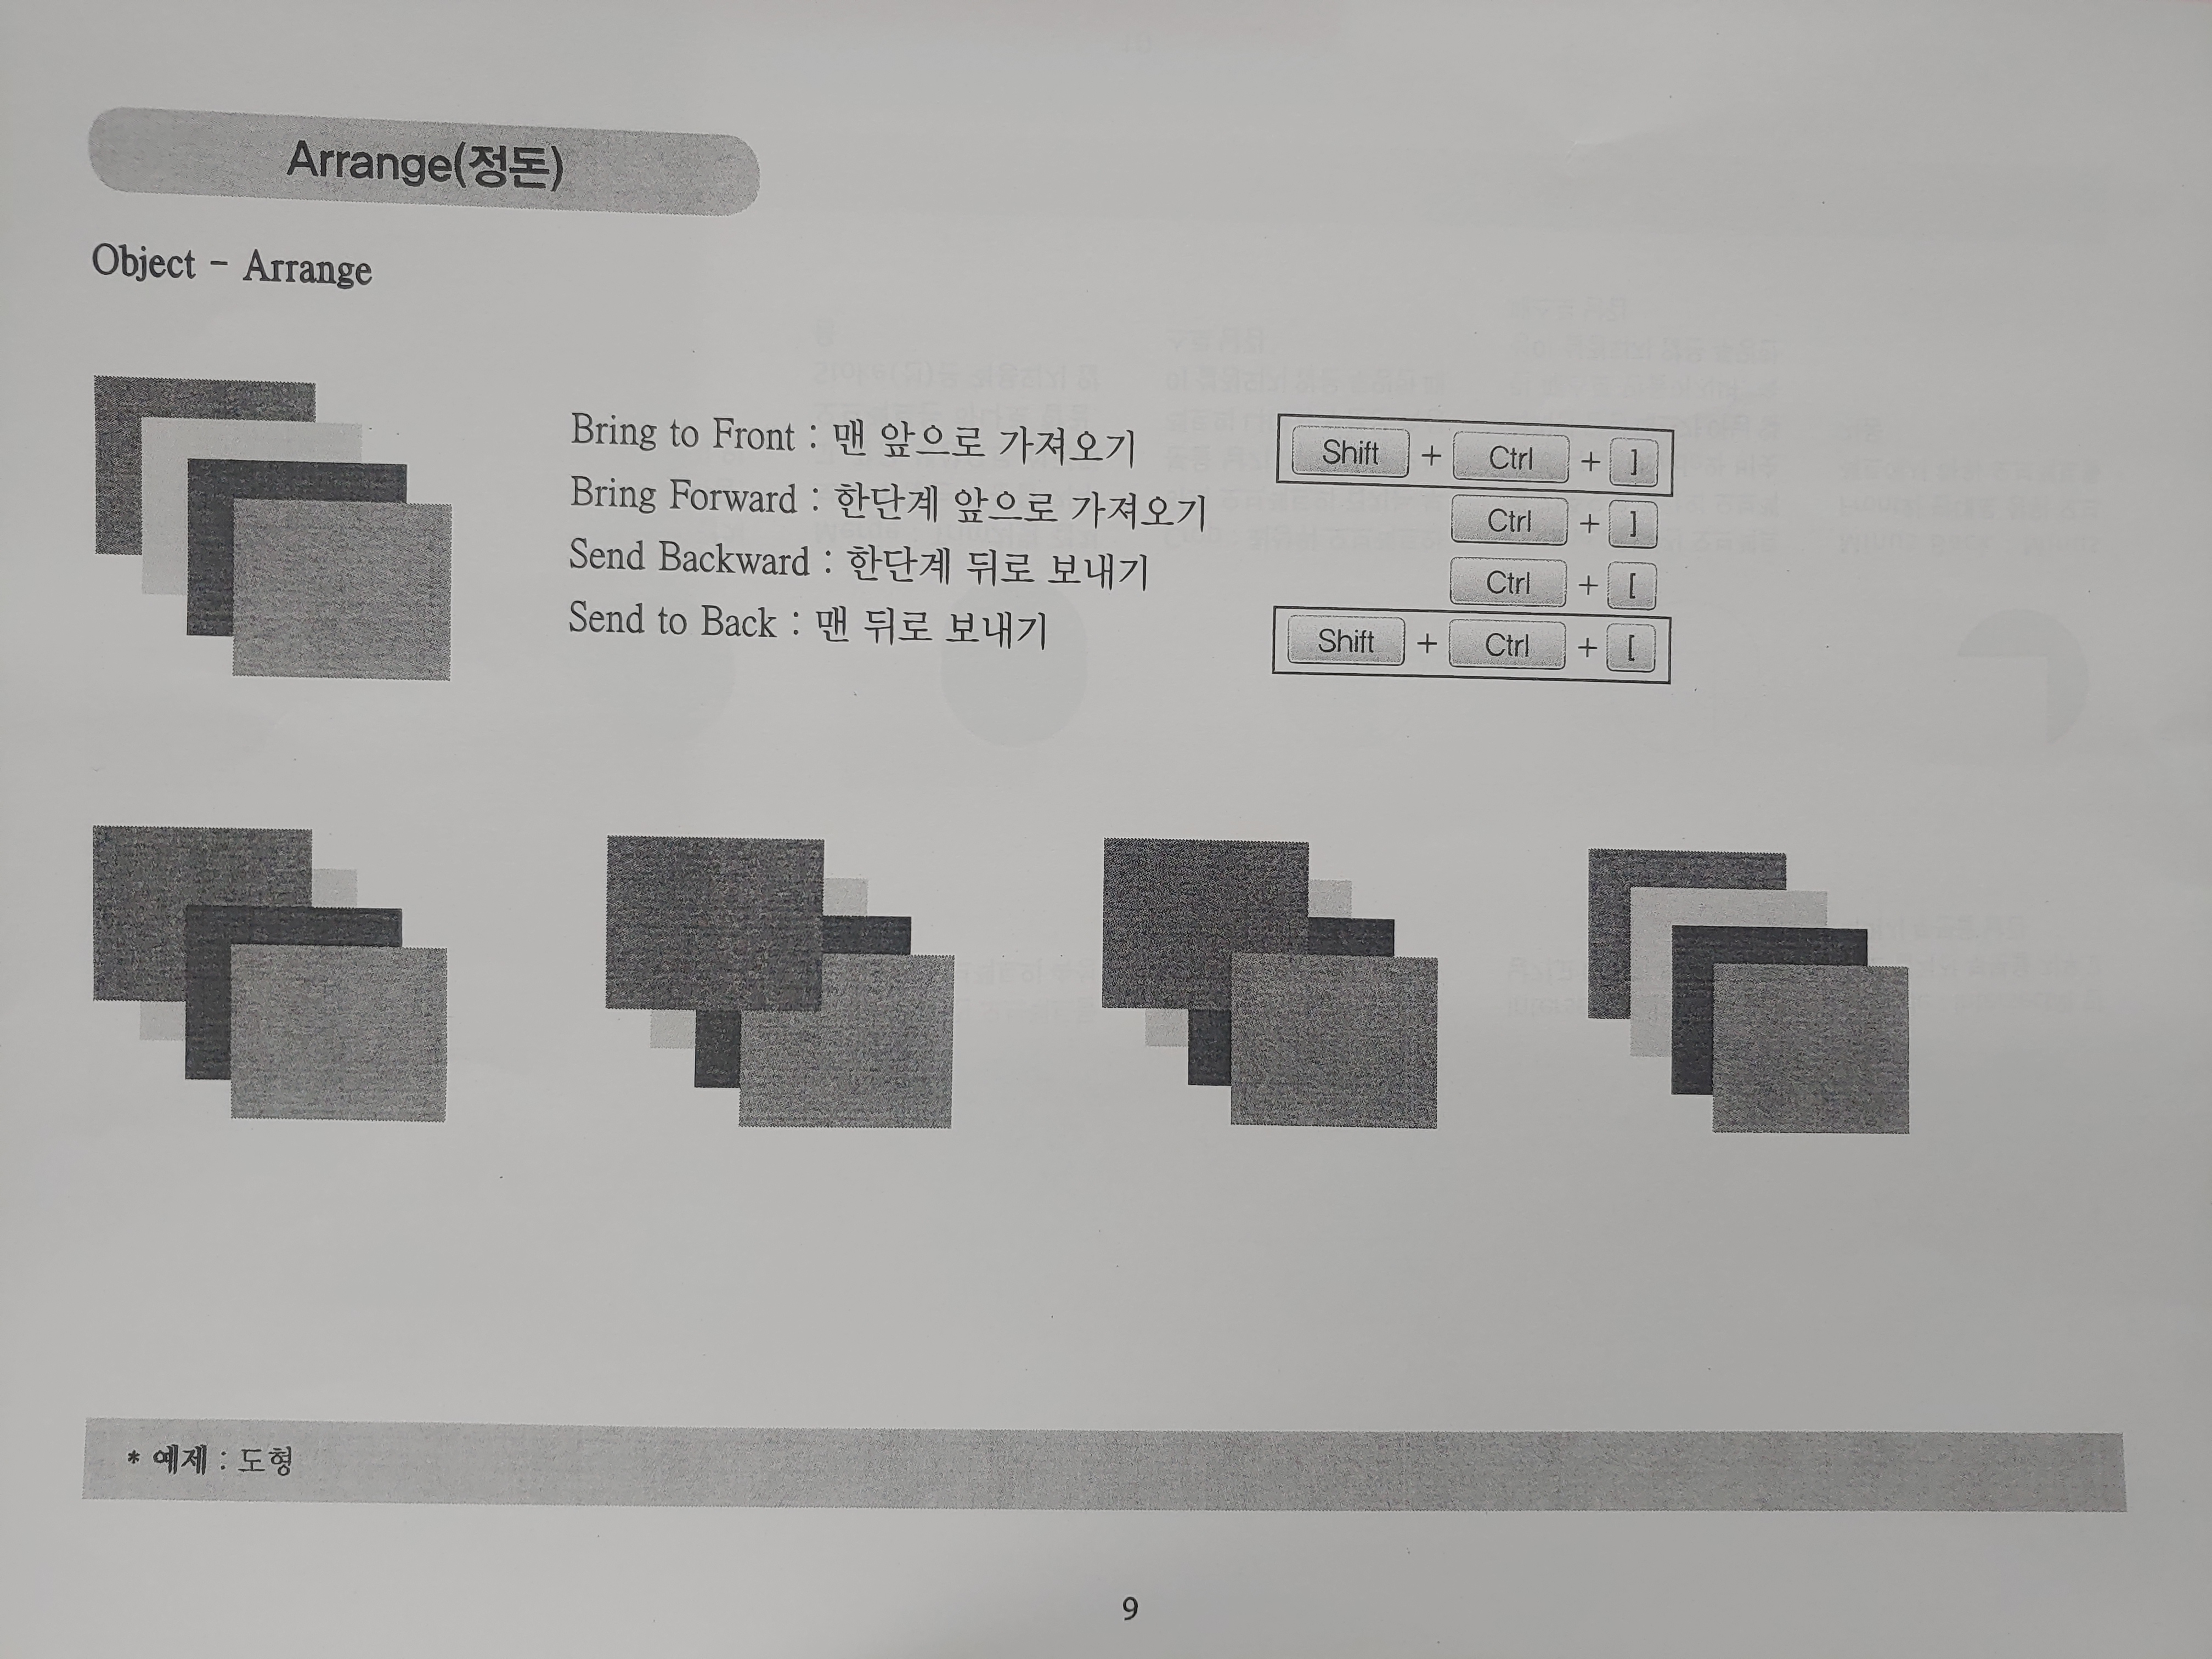 Arrange(정돈)
Object - Arrange
Bring to Front : 맨 앞으로 가져오기
Shift + Ctrl + ]
Bring Forward : 한단계 앞으로 가져오기
Ctrl + ]
Send Backward : 한단계 뒤로 보내기
Ctrl + [
Send to Back : 맨 뒤로 보내기
Shift + Ctrl + [
* 예제 : 도형
9